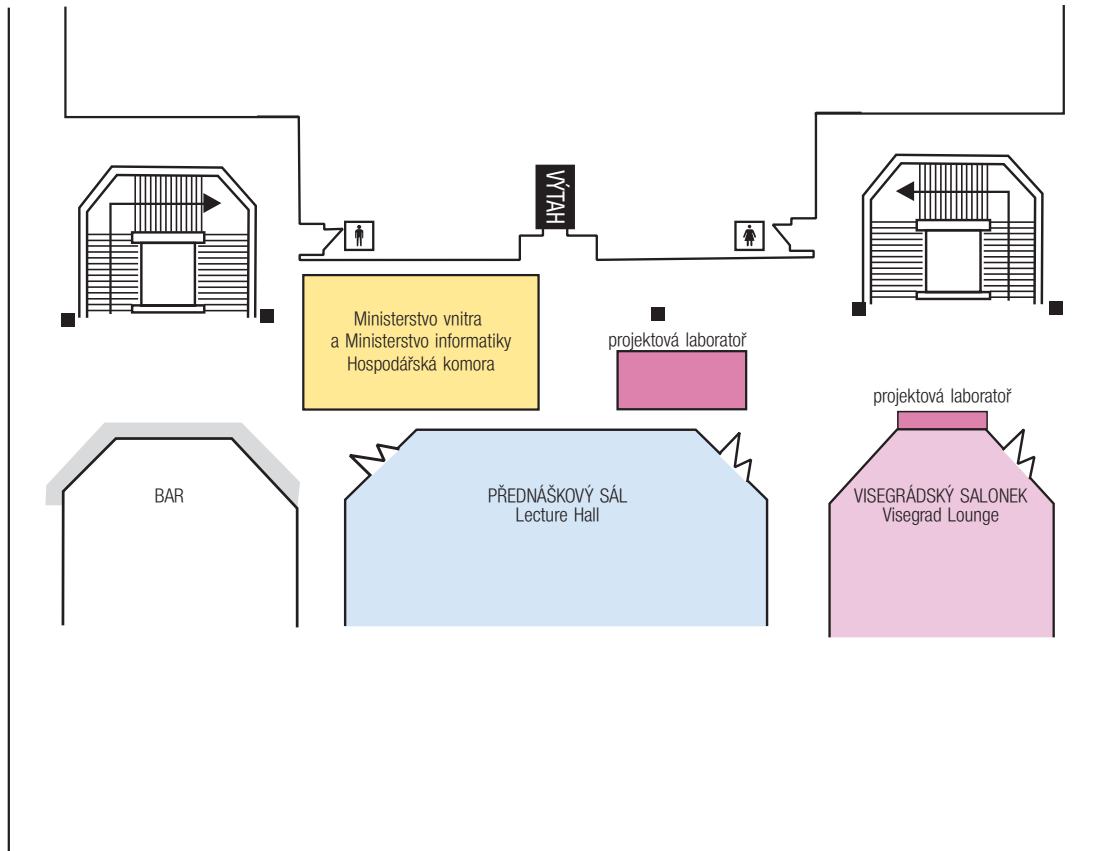 VÝTAH
Ministerstvo vnitra
a Ministerstvo informatiky
Hospodářská komora
projektová laboratoř
projektová laboratoř
BAR
PŘEDNÁŠKOVÝ SÁL
Lecture Hall
VISEGRÁDSKÝ SALONEK
Visegrad Lounge